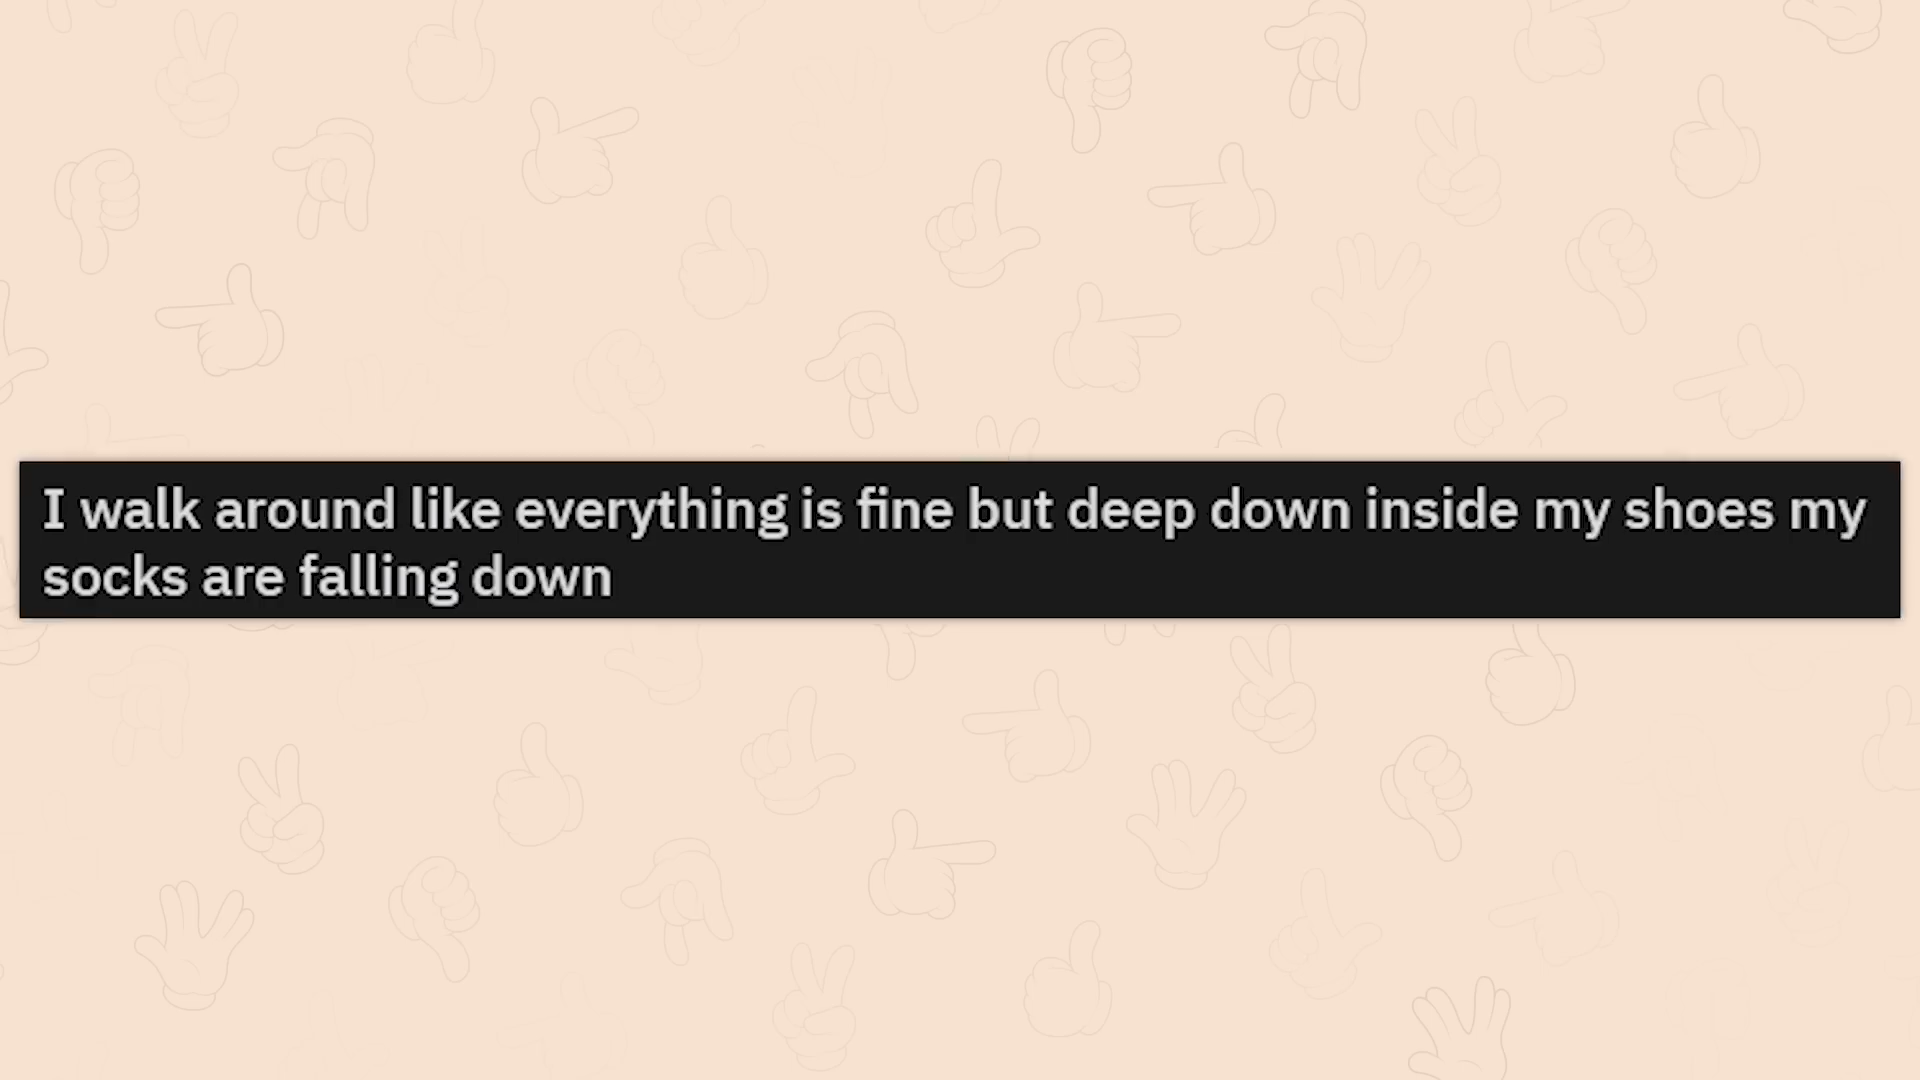 I walk around like everything is fine but deep down inside my shoes my
socks are falling down